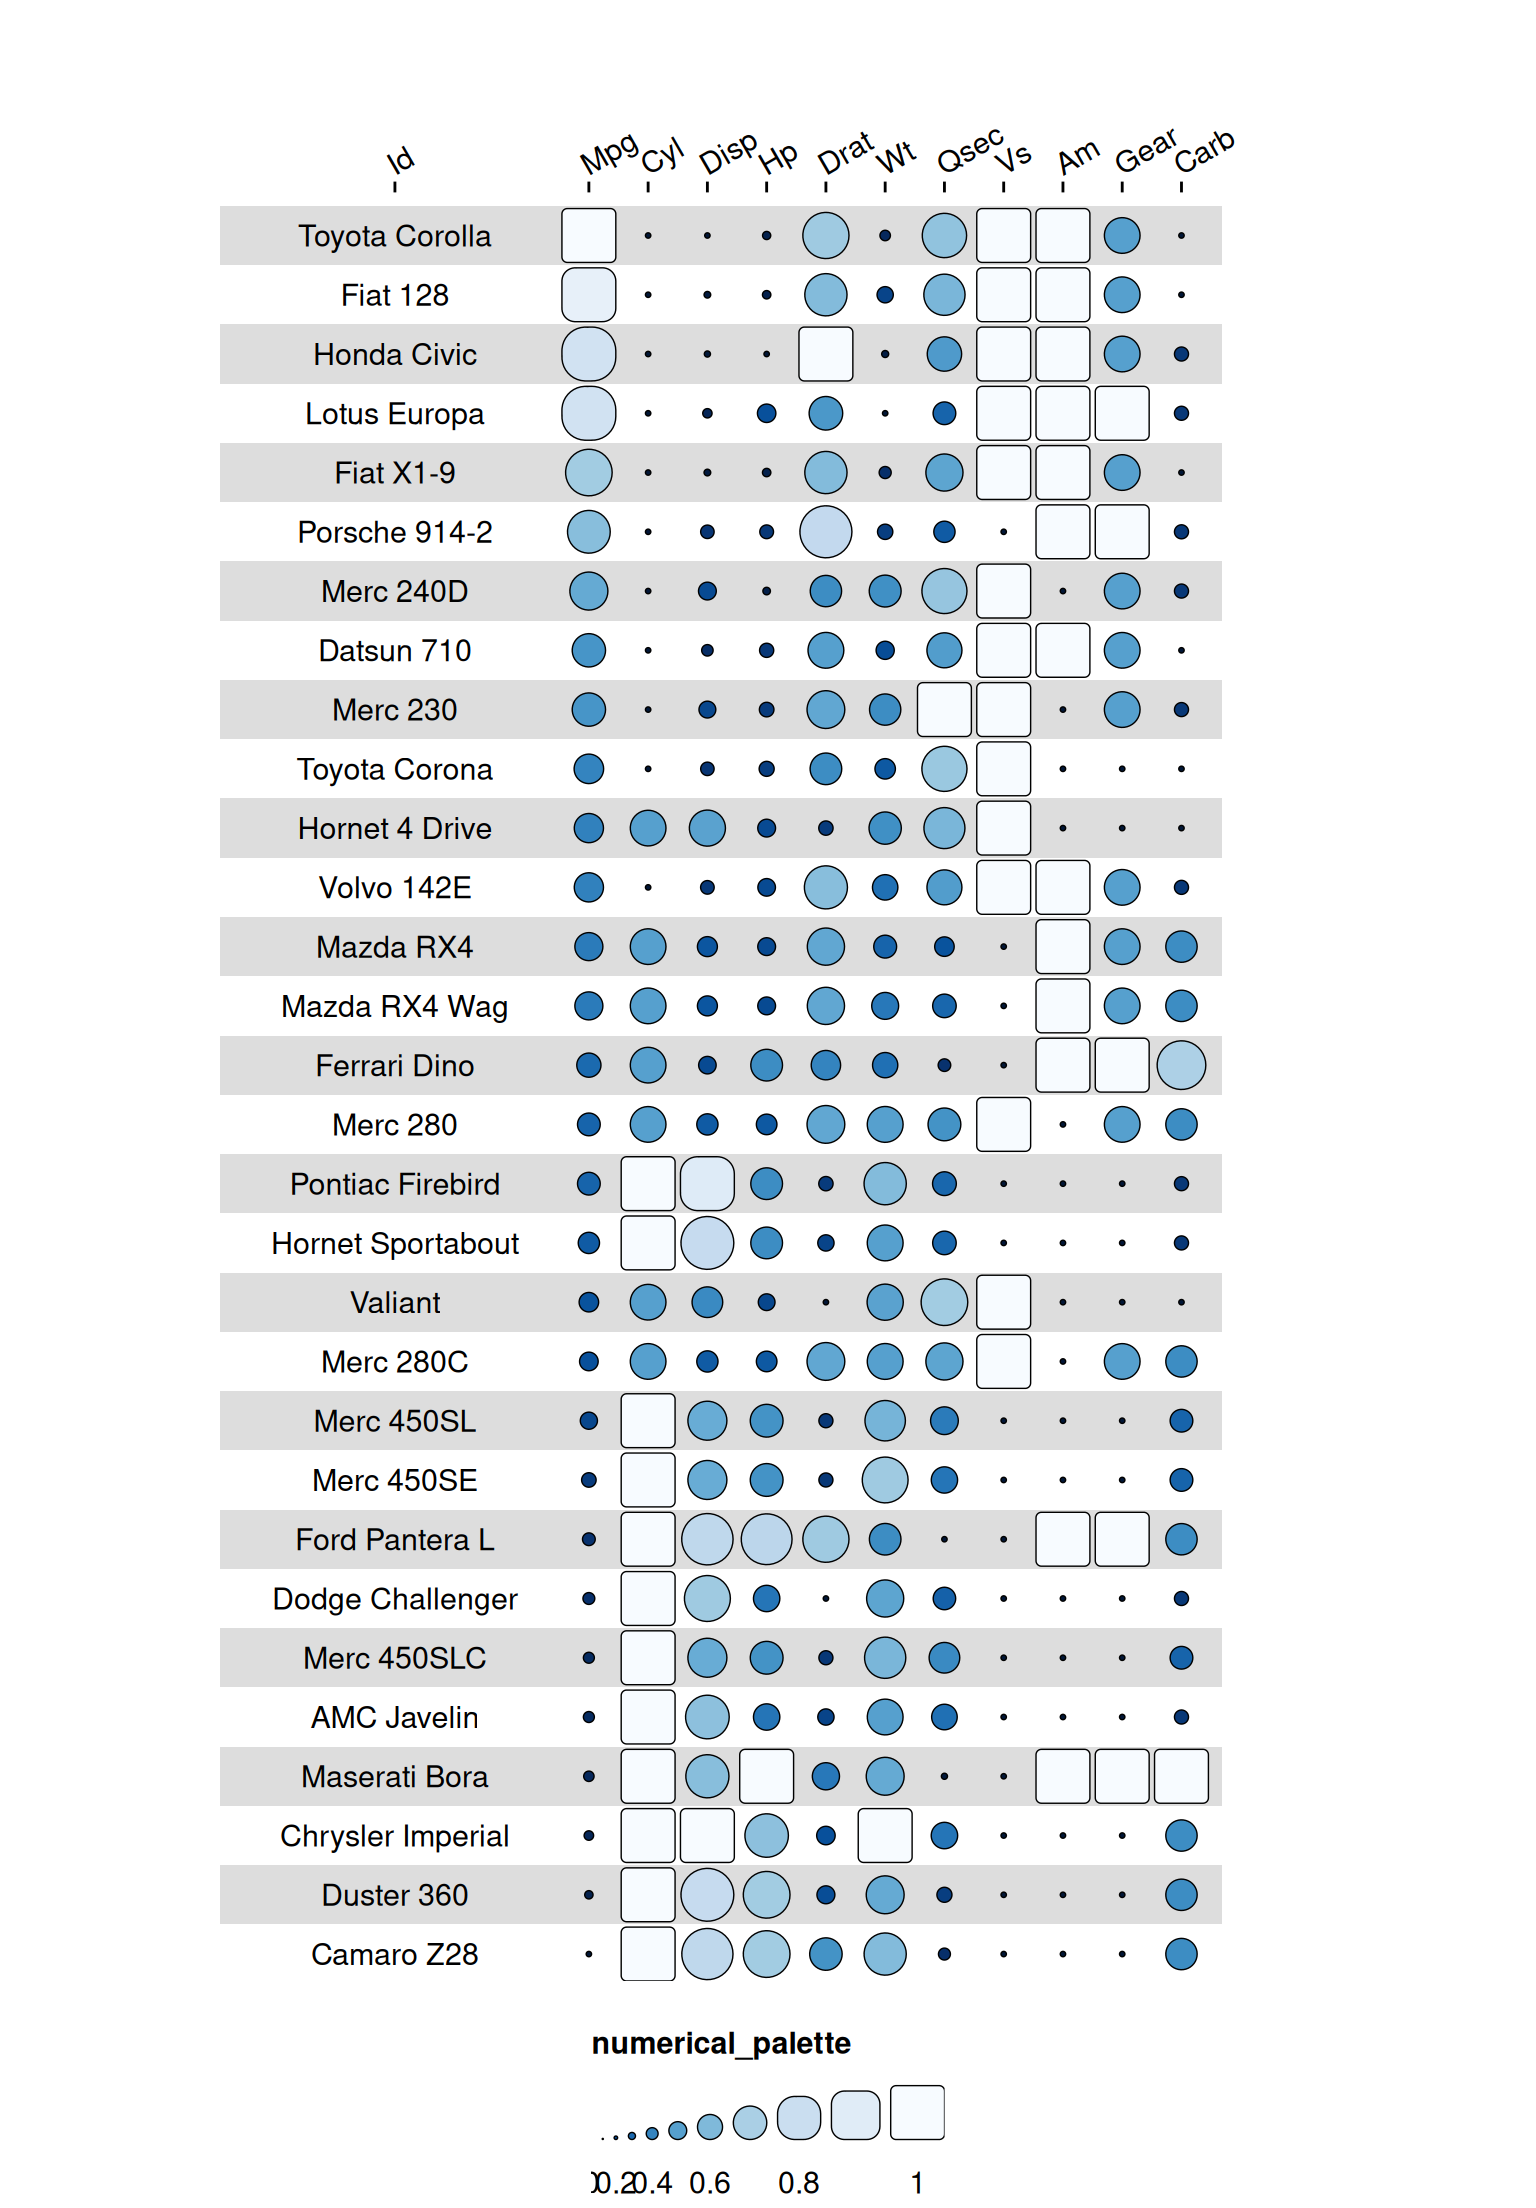 Id Mpg Cyl Disp Hp Drat Wt Qsec Vs Am Gear Carb
Toyota Corolla
Fiat 128
Honda Civic
Lotus Europa
Fiat X1-9
Porsche 914-2
Merc 240D
Datsun 710
Merc 230
Toyota Corona
Hornet 4 Drive
Volvo 142E
Mazda RX4
Mazda RX4 Wag
Ferrari Dino
Merc 280
Pontiac Firebird
Hornet Sportabout
Valiant
Merc 280C
Merc 450SL
Merc 450SE
Ford Pantera L
Dodge Challenger
Merc 450SLC
AMC Javelin
Maserati Bora
Chrysler Imperial
Duster 360
Camaro Z28
numerical_palette
0.2 0.4 0.6 0.8 1